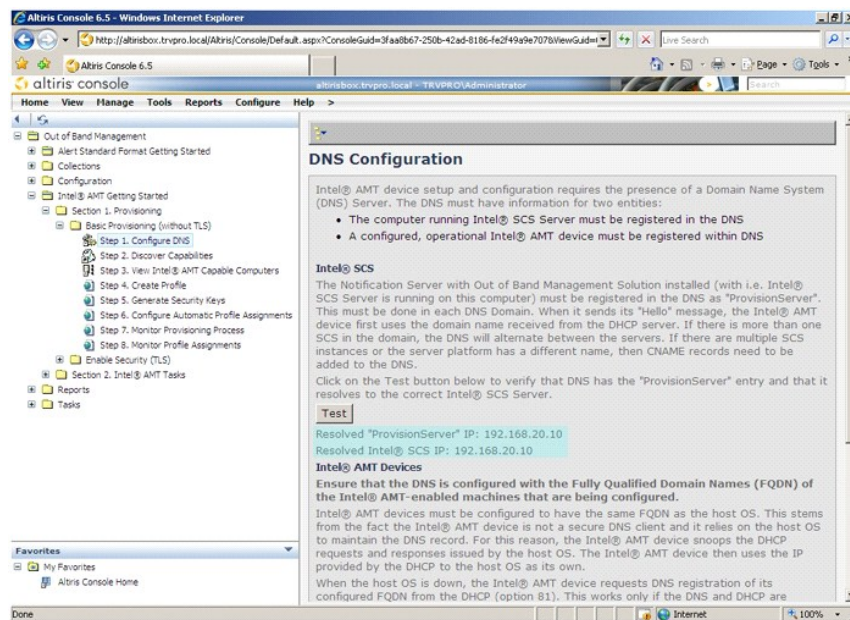 Altiris Console 6.5 - Windows Internet Explorer
http://altirisbox.trvpro.local/Altiris/Console/Default.aspx?ConsoleGuid=3faa8b67-250b-42ad-8186-fe2f49a9e707&ViewGuid=
Live Search
Altiris Console 6.5
Page
Tools
altiris console
altirisbox.trvpro.local - TRVPRO\Administrator
Search
Home View Manage Tools Reports Configure Help >
Out of Band Management
Alert Standard Format Getting Started
Collections
Configuration
Intel® AMT Getting Started
Section 1. Provisioning
Basic Provisioning (without TLS)
Step 1. Configure DNS
Step 2. Discover Capabilities
Step 3. View Intel® AMT Capable Computers
Step 4. Create Profile
Step 5. Generate Security Keys
Step 6. Configure Automatic Profile Assignments
Step 7. Monitor Provisioning Process
Step 8. Monitor Profile Assignments
Enable Security (TLS)
Section 2. Intel® AMT Tasks
Reports
Tasks
Favorites
My Favorites
Altiris Console Home
DNS Configuration
Intel® AMT device setup and configuration requires the presence of a Domain Name System
(DNS) Server. The DNS must have information for two entities:
• The computer running Intel® SCS Server must be registered in the DNS
• A configured, operational Intel® AMT device must be registered within DNS
Intel® SCS
The Notification Server with Out of Band Management Solution installed (with i.e. Intel®
SCS Server is running on this computer) must be registered in the DNS as "ProvisionServer".
This must be done in each DNS Domain. When it sends its "Hello" message, the Intel® AMT
device first uses the domain name received from the DHCP server. If there is more than one
SCS in the domain, the DNS will alternate between the servers. If there are multiple SCS
instances or the server platform has a different name, then CNAME records need to be
added to the DNS.
Click on the Test button below to verify that DNS has the "ProvisionServer" entry and that it
resolves to the correct Intel® SCS Server.
Test
Resolved "ProvisionServer" IP: 192.168.20.10
Resolved Intel® SCS IP: 192.168.20.10
Intel® AMT Devices
Ensure that the DNS is configured with the Fully Qualified Domain Names (FQDN) of
the Intel® AMT-enabled machines that are being configured.
Intel® AMT devices must be configured to have the same FQDN as the host OS. This stems
from the fact the Intel® AMT device is not a secure DNS client and it relies on the host OS
to maintain the DNS record. For this reason, the Intel® AMT device snoops the DHCP
requests and responses issued by the host OS. The Intel® AMT device then uses the IP
provided by the DHCP to the host OS as its own.
When the host OS is down, the Intel® AMT device requests DNS registration of its
configured FQDN from the DHCP (option 81). This works only if the DNS and DHCP are
Done
Internet
100%